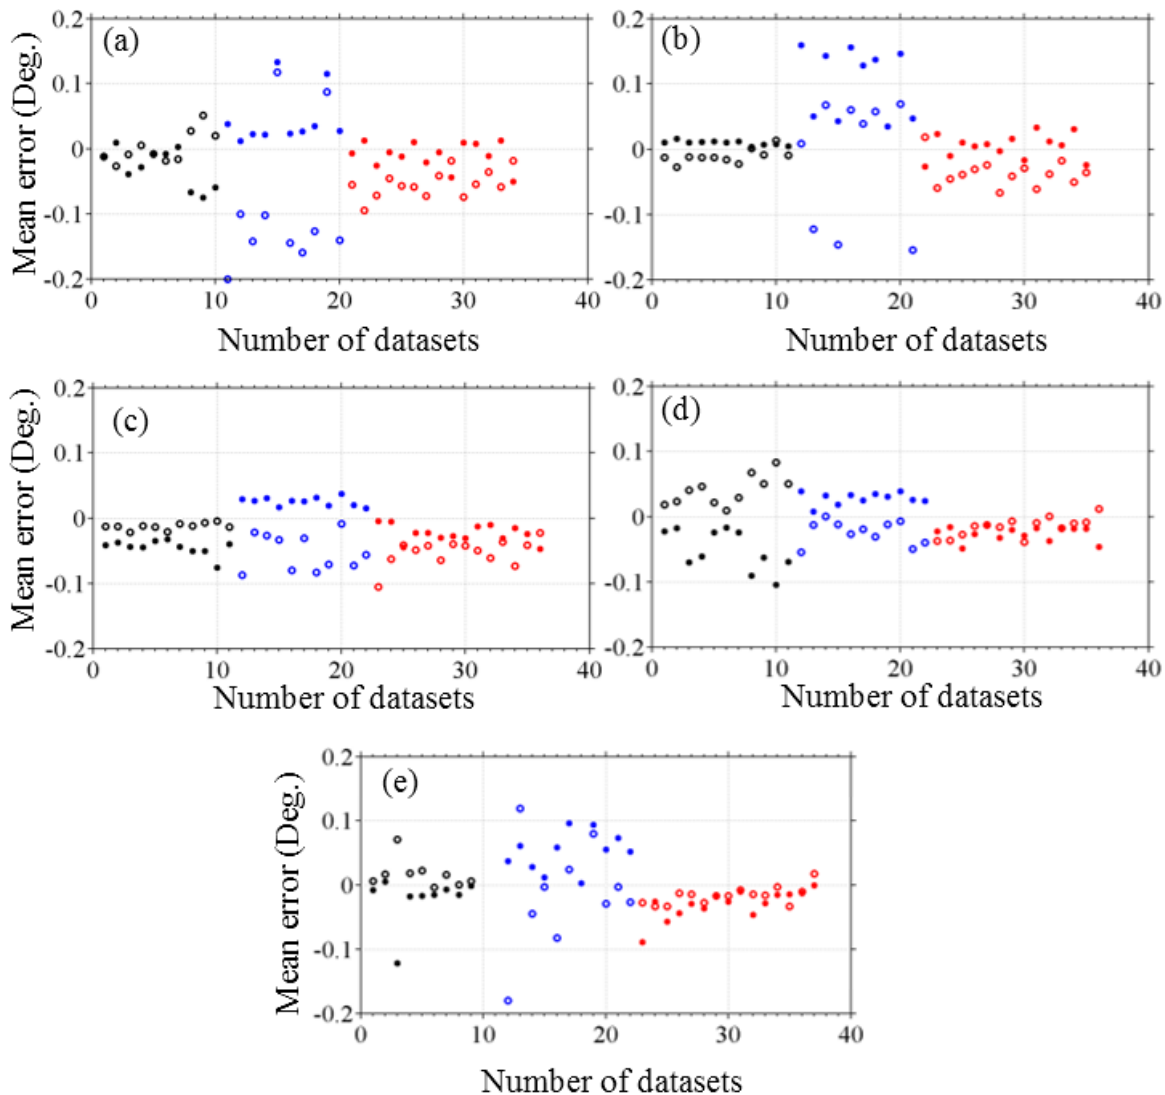 0.2 (a) 0.2 (b)
0.1 0.1
0 0
-0.1 -0.1
-0.2 -0.2
Mean error (Deg.)
0 10 20 30 40 0 10 20 30 40
Number of datasets Number of datasets
0.2 (c) 0.2 (d)
0.1 0.1
0 0
-0.1 -0.1
-0.2 -0.2
Mean error (Deg.)
0 10 20 30 40 0 10 20 30 40
Number of datasets Number of datasets
0.2 (e)
0.1
0
-0.1
-0.2
Mean error (Deg.)
0 10 20 30 40
Number of datasets